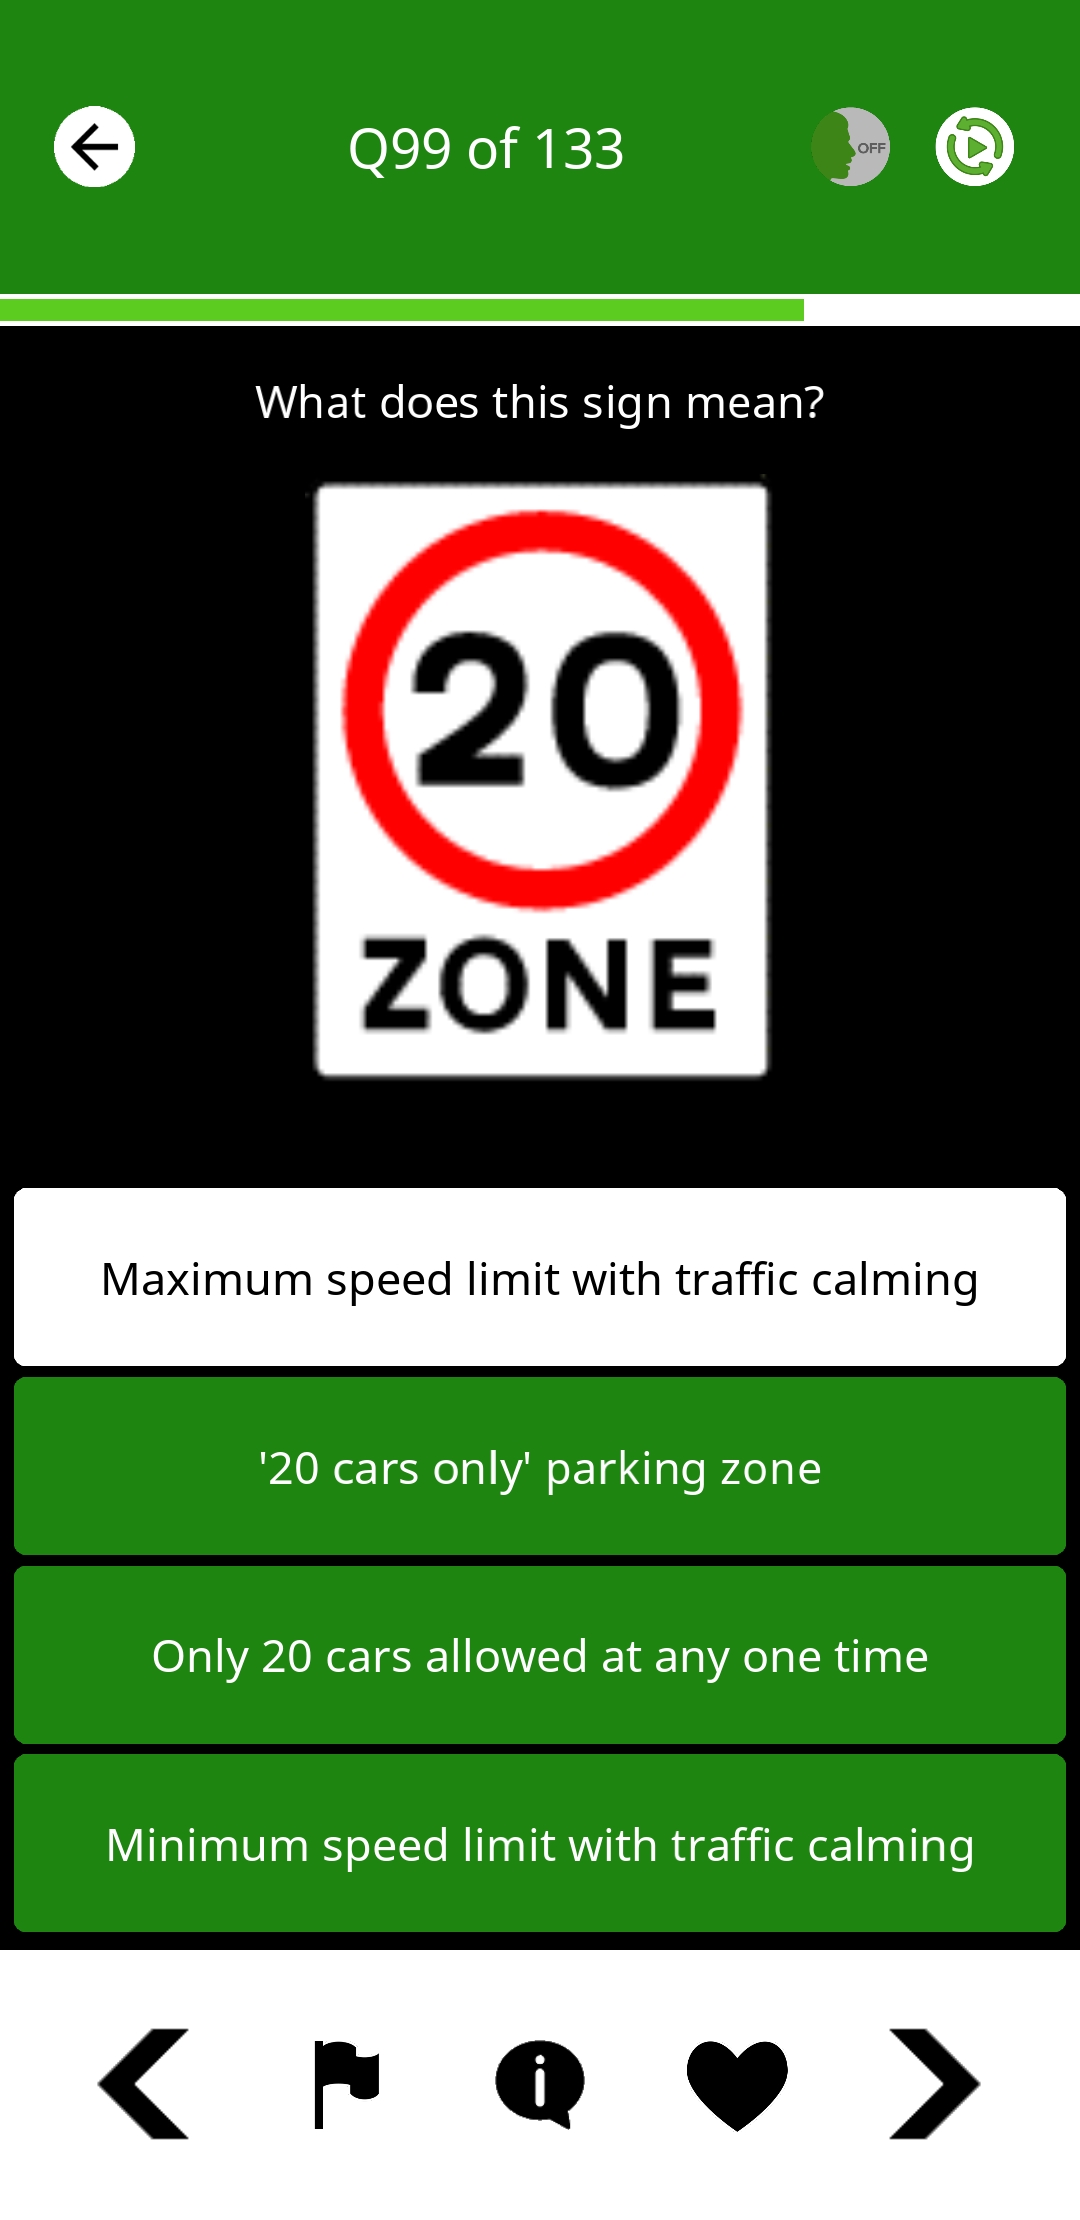 Q99 of 133
OFF
What does this sign mean?
20
ZONE
Maximum speed limit with traffic calming
'20 cars only' parking zone
Only 20 cars allowed at any one time
Minimum speed limit with traffic calming